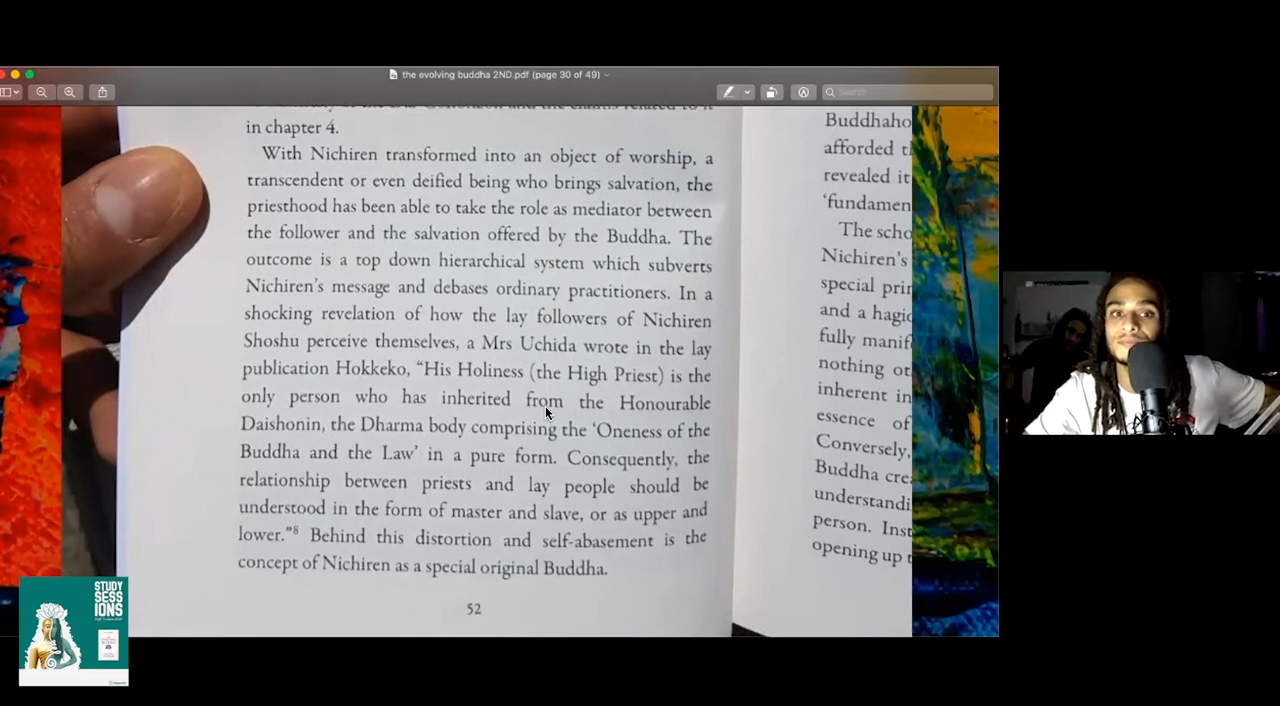 the evolving buddha 2ND.pdf (page 30 of 49)
Search
in chapter 4.
With Nichiren transformed into an object of worship, a
transcendent or even deified being who brings salvation, the
priesthood has been able to take the role as mediator between
the follower and the salvation offered by the Buddha. The
outcome is a top down hierarchical system which subverts
Nichiren's message and debases ordinary practitioners. In a
shocking revelation of how the lay followers of Nichiren
Shoshu perceive themselves, a Mrs Uchida wrote in the lay
publication Hokkeko, “His Holiness (the High Priest) is the
only person who has inherited from the Honourable
Daishonin, the Dharma body comprising the ‘Oneness of the
Buddha and the Law’ in a pure form. Consequently, the
relationship between priests and lay people should be
understood in the form of master and slave, or as upper and
lower.”8 Behind this distortion and self-abasement is the
concept of Nichiren as a special original Buddha.
52
Buddhaho
afforded t
revealed it
‘fundamen
The scho
Nichiren's
special pri
and a hagi
fully manif
nothing ot
inherent in
essence of
Conversely,
Buddha crea
understandi
person. Inst
opening up t
STUDY
SESS
IONS